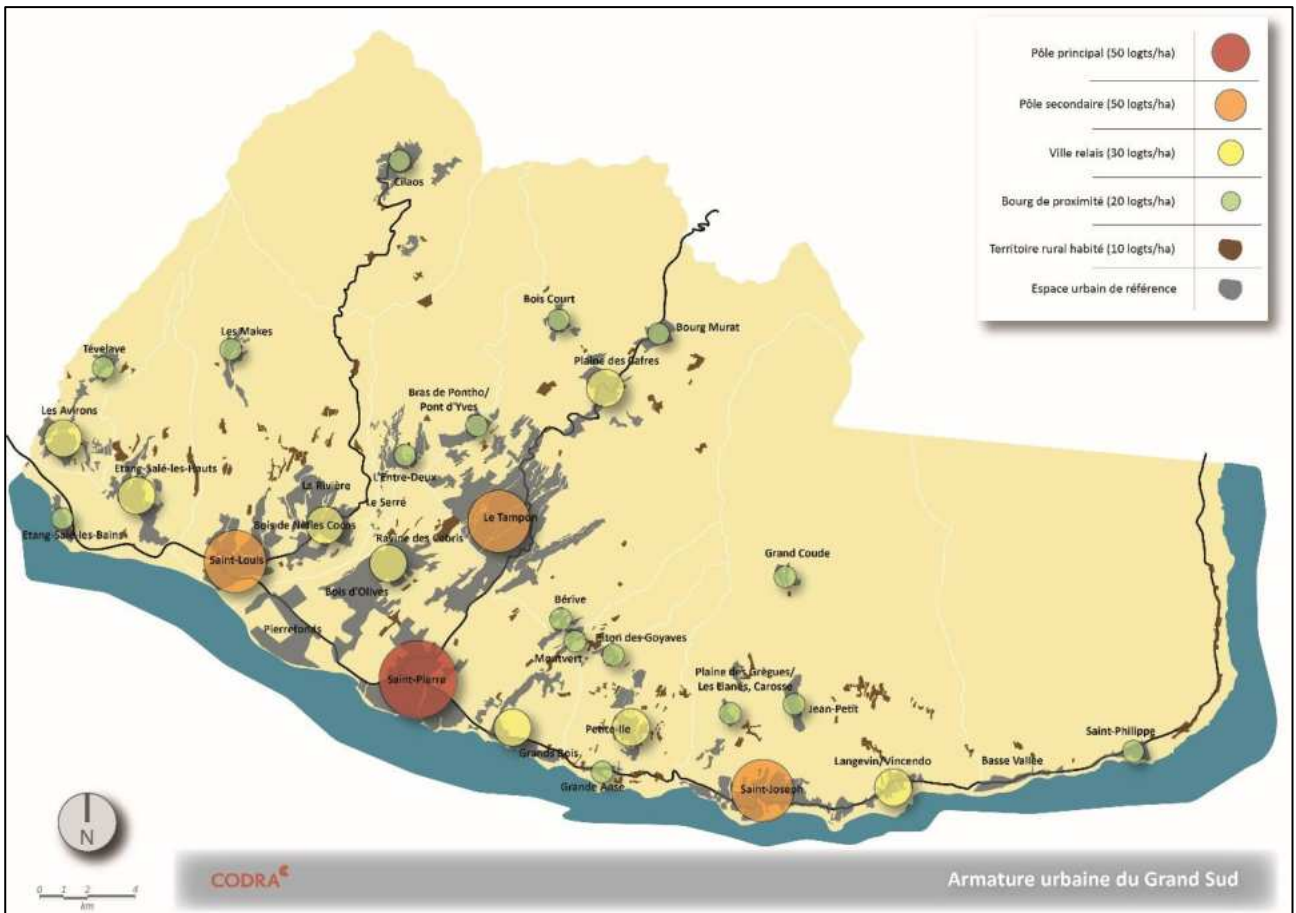 Pôle principal (50 logts/ha)
Pôle secondaire (50 logts/ha)
Ville relais (30 logts/ha)
Bourg de proximité (20 logts/ha)
Territoire rural habité (10 logts/ha)
Espace urbain de référence
Cilaos
Bois Court
Bourg Murat
Les Makes
Tévelave
Plaine des Cafres
Bras de Pontho/
Pont d'Yves
Les Avirons
Etang-Salé-les-Hauts
L'Entre-Deux
La Rivière
Le Serré
Le Tampon
Bois de Nèfles Cocos
Etang-Salé-les-Bains
Ravine des Cabris
Saint-Louis
Grand Coude
Bois d'Olives
Bérive
Pierrefonds
Piton des Goyaves
Montvert
Plaine des Grègues/
Les Lianes, Carosse
Saint-Pierre
Jean-Petit
Petite-Ile
Saint-Philippe
Grands Bois
Langevin/Vincendo
Basse Vallée
Grande Anse
Saint-Joseph
N
CODRA
Armature urbaine du Grand Sud
0 1 2 4
km